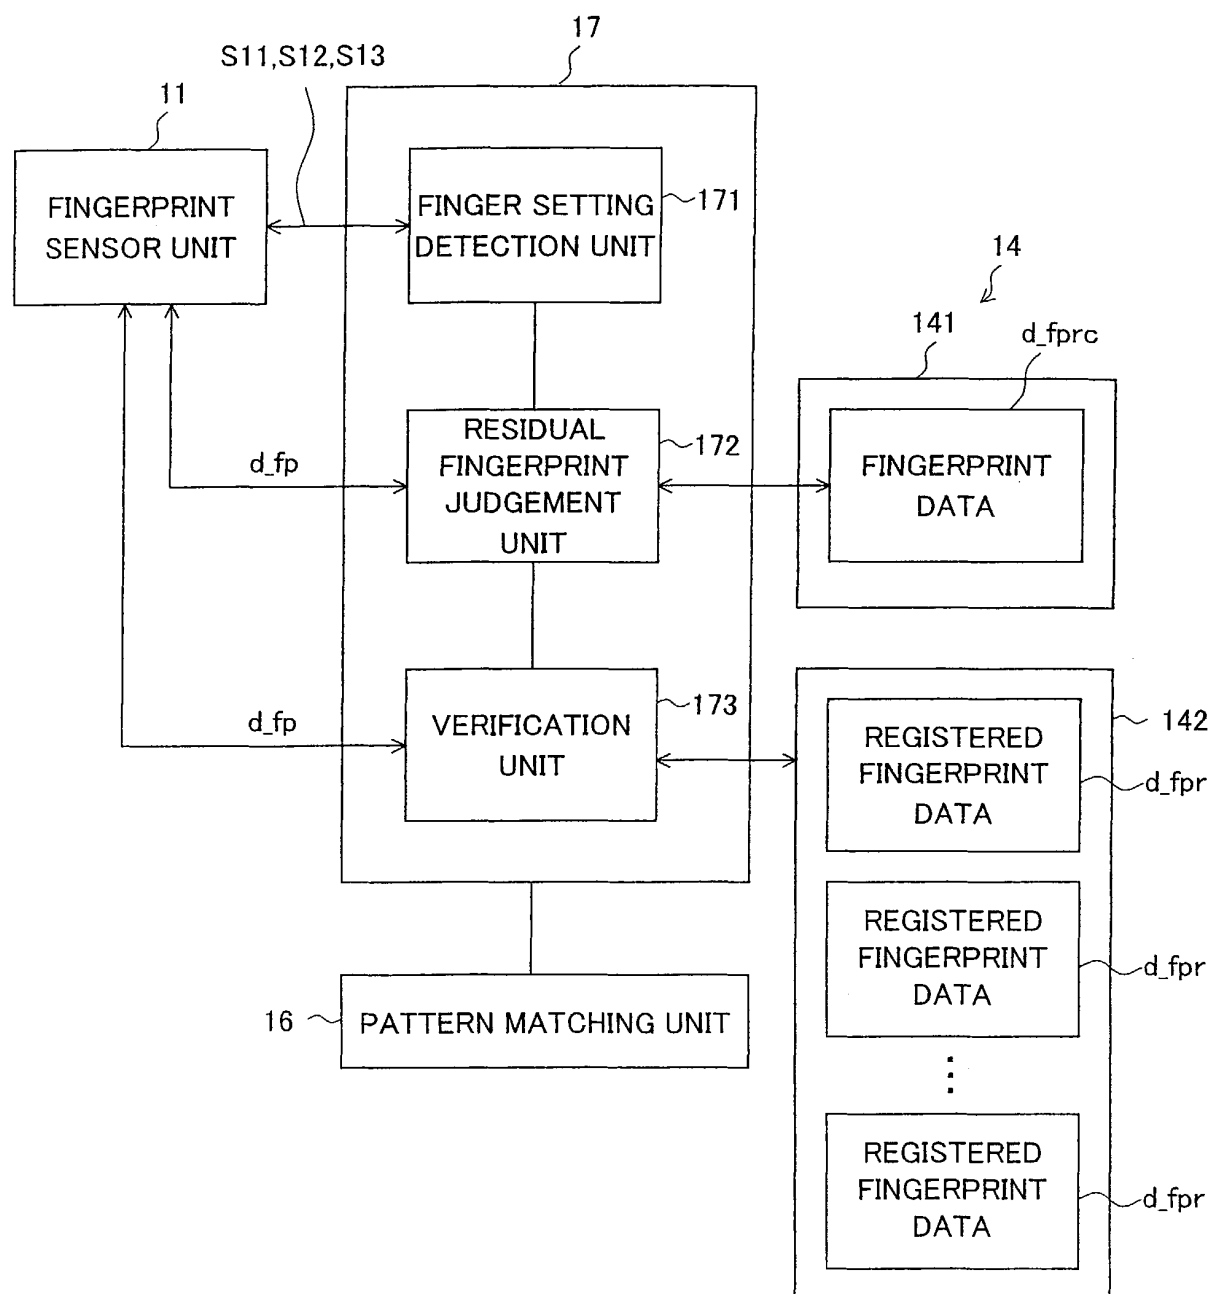 17
S11,S12,S13
11
FINGERPRINT
SENSOR UNIT
FINGER SETTING
DETECTION UNIT
171
14
141
d_fprc
RESIDUAL
FINGERPRINT
JUDGEMENT
UNIT
172
d_fp
FINGERPRINT
DATA
VERIFICATION
UNIT
173
d_fp
142
REGISTERED
FINGERPRINT
DATA
d_fpr
REGISTERED
FINGERPRINT
DATA
d_fpr
16
PATTERN MATCHING UNIT
REGISTERED
FINGERPRINT
DATA
d_fpr